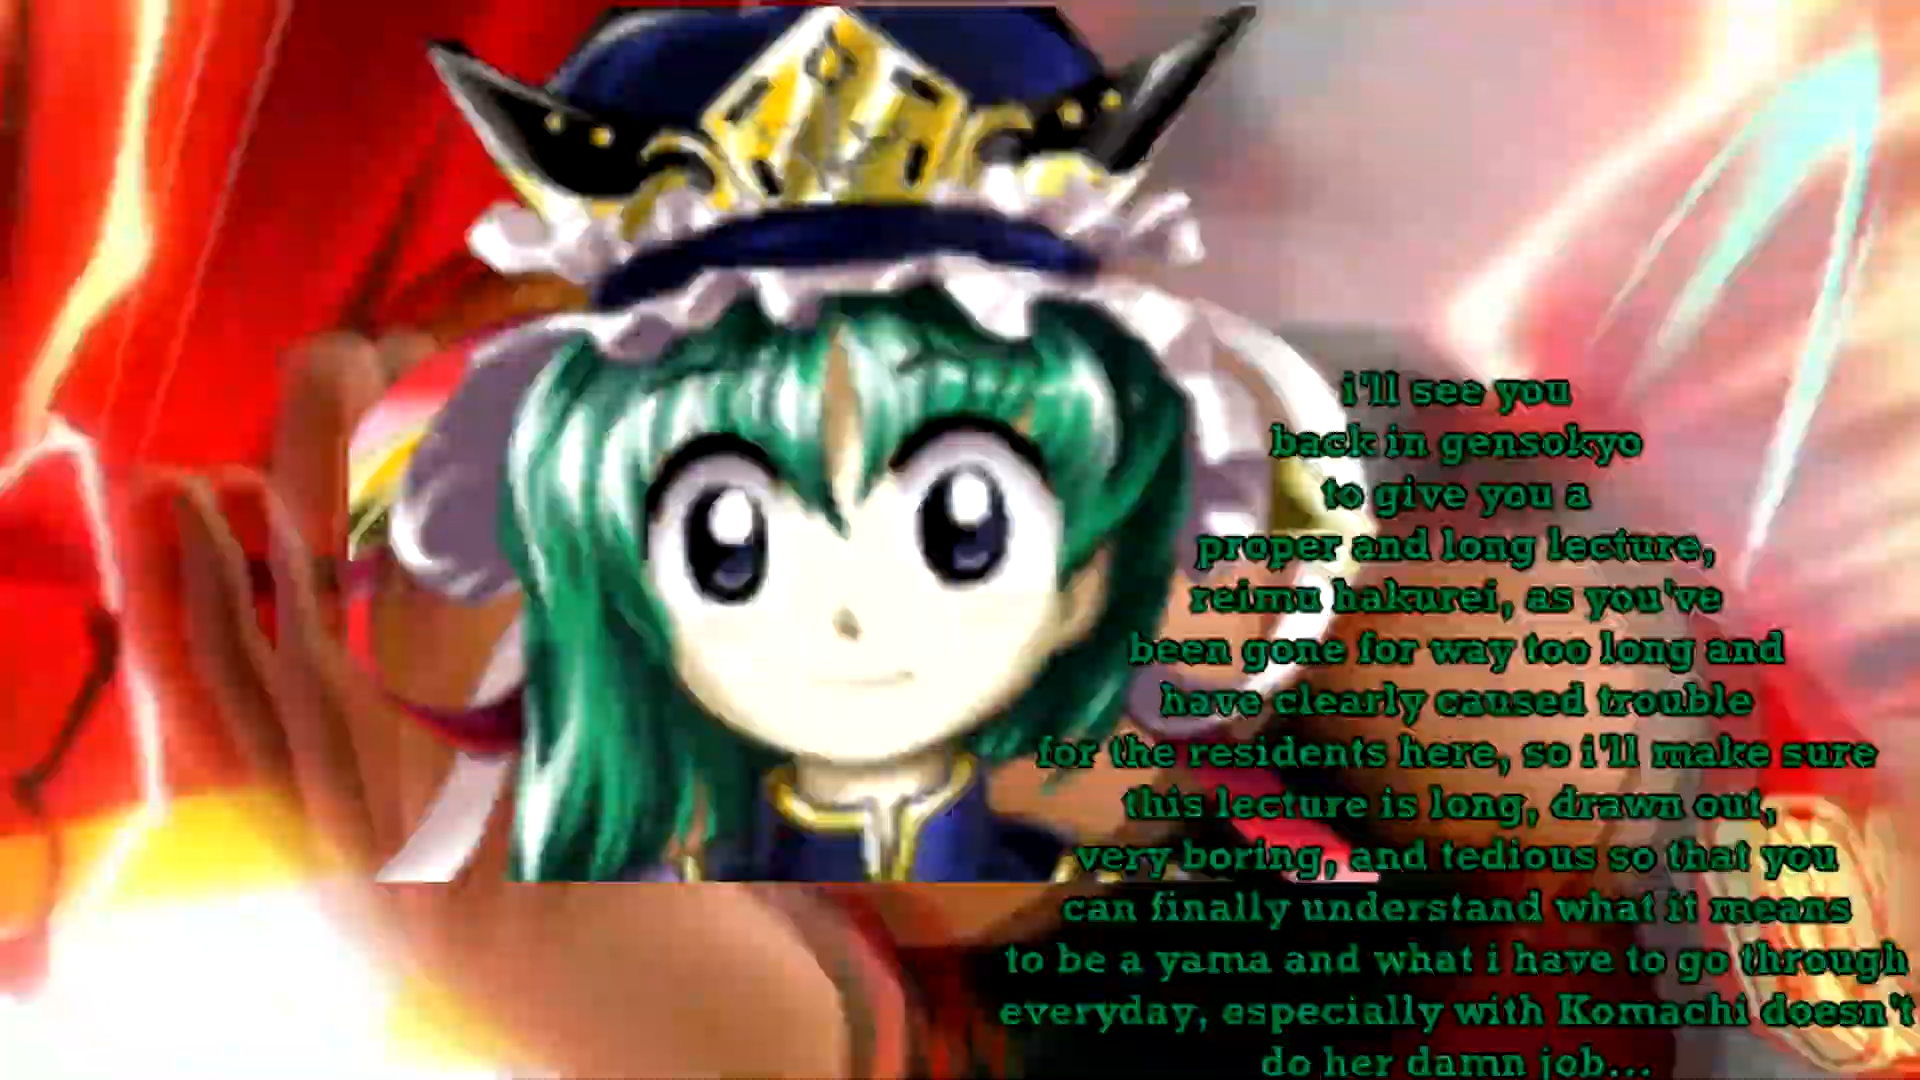 i'll see you
back in gensokyo
to give you a
proper and long lecture,
reimu hakurei, as you've
been gone for way too long and
have clearly caused trouble
for the residents here, so i'll make sure
this lecture is long, drawn out,
very boring, and tedious so that you
can finally understand what it means
to be a yama and what i have to go through
everyday, especially with Komachi doesn't
do her damn job...